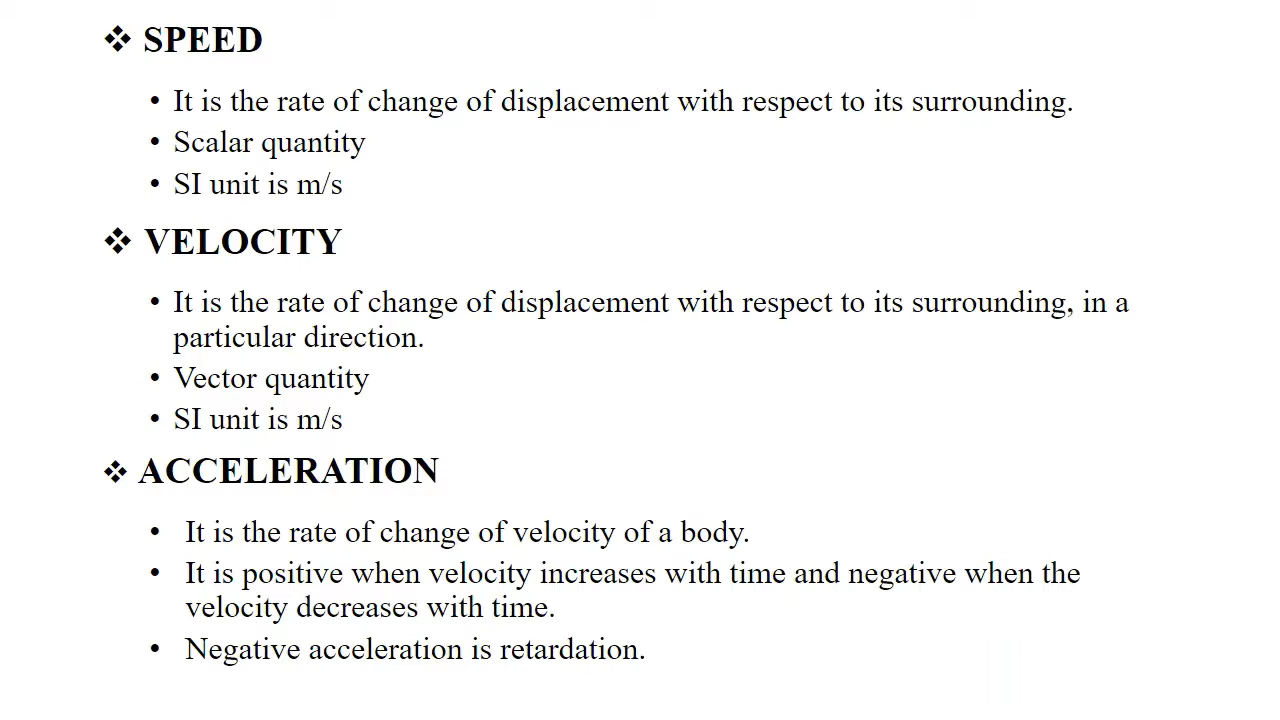 ❖ SPEED
• It is the rate of change of displacement with respect to its surrounding.
• Scalar quantity
• SI unit is m/s
❖ VELOCITY
• It is the rate of change of displacement with respect to its surrounding, in a
particular direction.
• Vector quantity
• SI unit is m/s
❖ ACCELERATION
• It is the rate of change of velocity of a body.
• It is positive when velocity increases with time and negative when the
velocity decreases with time.
• Negative acceleration is retardation.